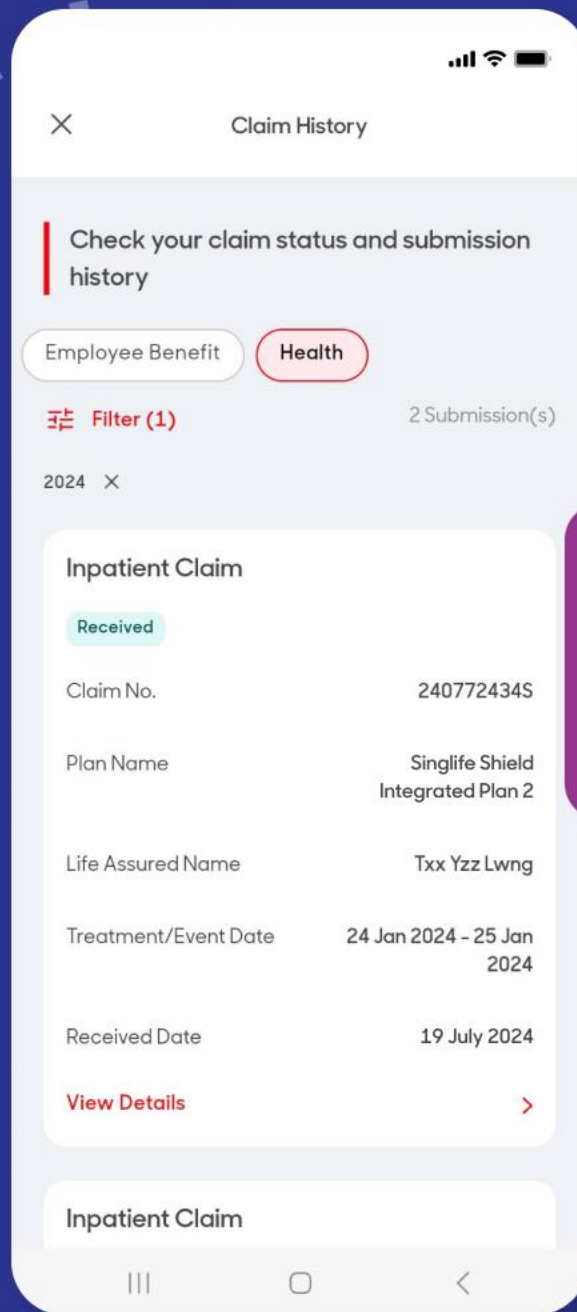 Claim History
Check your claim status and submission
history
Employee Benefit
Health
Filter (1)
2 Submission(s)
2024
Inpatient Claim
Received
Claim No.
240772434S
Plan Name
Singlife Shield
Integrated Plan 2
Life Assured Name
Txx Yzz Lwng
Treatment/Event Date
24 Jan 2024 - 25 Jan
2024
Received Date
19 July 2024
View Details
Inpatient Claim